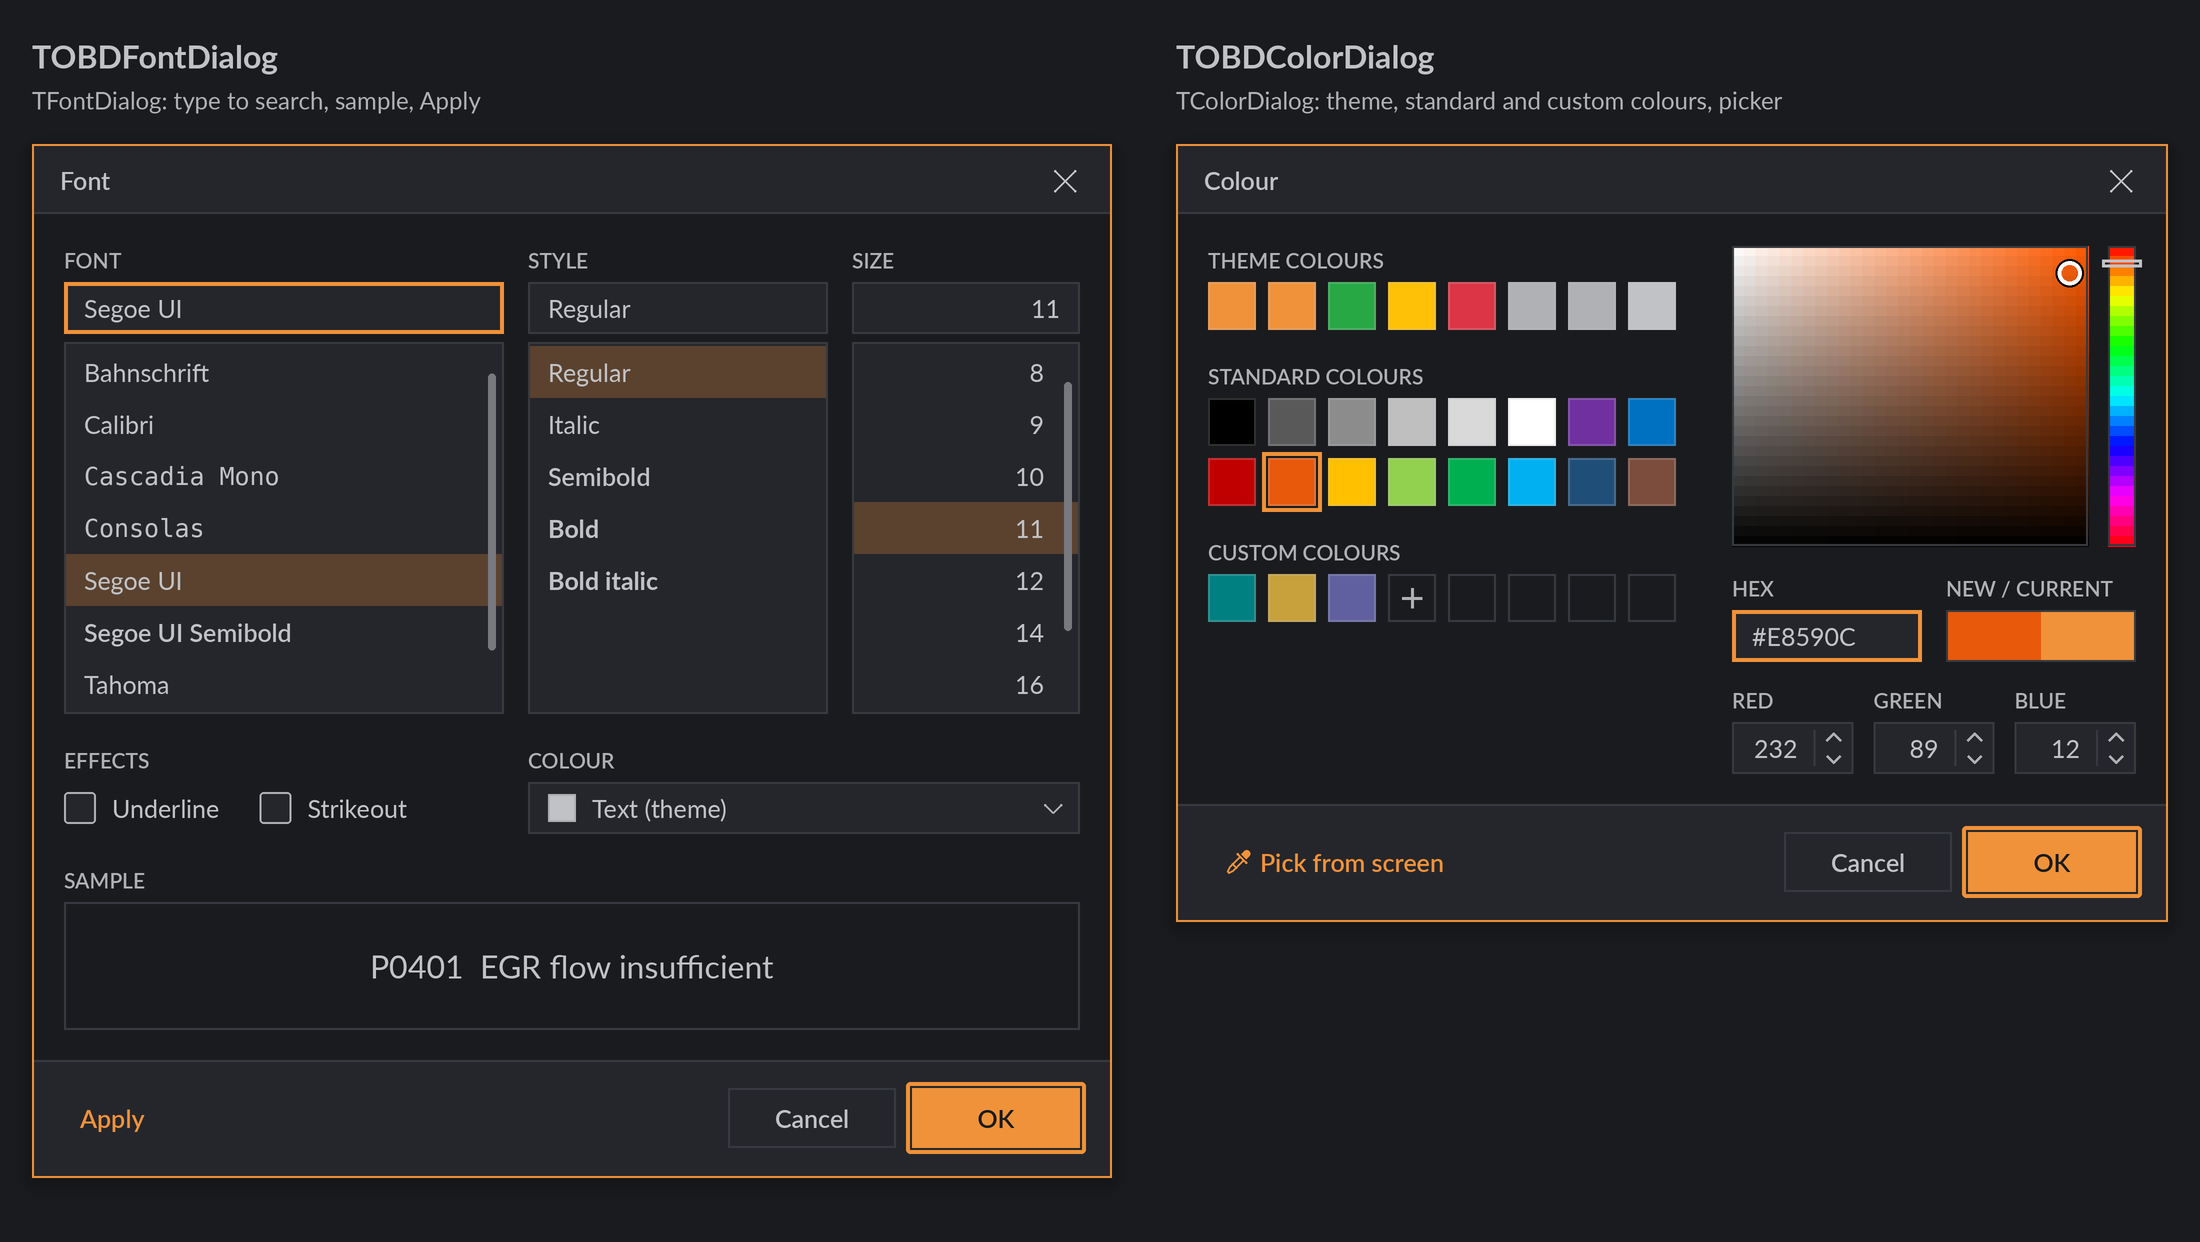 TOBDFontDialog
TFontDialog: type to search, sample, Apply
Font
FONT
Segoe UI
Bahnschrift
Calibri
Cascadia Mono
Consolas
Segoe UI
Segoe UI Semibold
Tahoma
STYLE
Regular
Regular
Italic
Semibold
Bold
Bold italic
SIZE
11
8
9
10
11
12
14
16
EFFECTS
Underline
Strikeout
COLOUR
Text (theme)
SAMPLE
P0401 EGR flow insufficient
Apply
Cancel
OK
TOBDColorDialog
TColorDialog: theme, standard and custom colours, picker
Colour
THEME COLOURS
STANDARD COLOURS
CUSTOM COLOURS
HEX
#E8590C
NEW / CURRENT
RED
232
GREEN
89
BLUE
12
Pick from screen
Cancel
OK